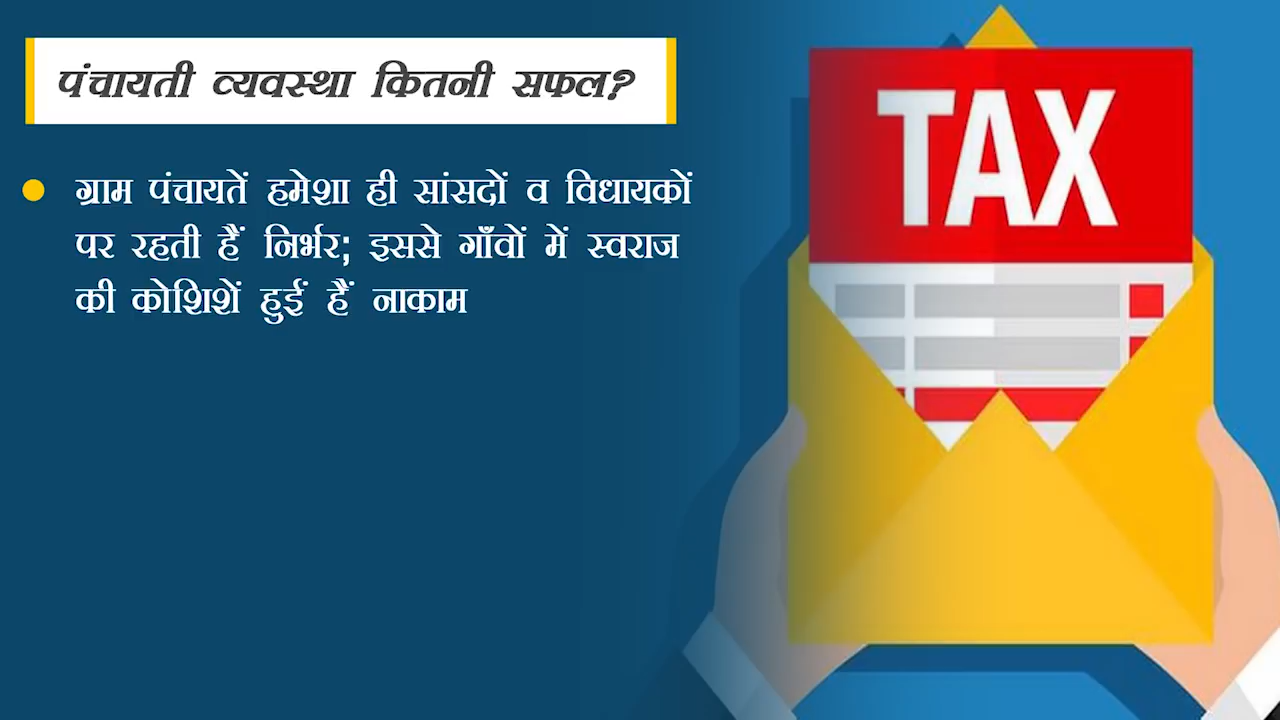 पंचायती व्यवस्था कितनी सफल?
ग्राम पंचायतें हमेशा ही सांसदों व विधायकों
पर रहती हैं निर्भर; इससे गाँवों में स्वराज
की कोशिशें हुईं हैं नाकाम
TAX